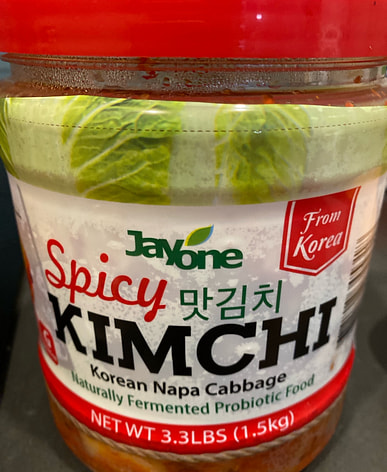 From
Korea
Jayone
Spicy
맛김치
KIMCHI
Korean Napa Cabbage
Naturally Fermented Probiotic Food
NET WT 3.3LBS (1.5kg)